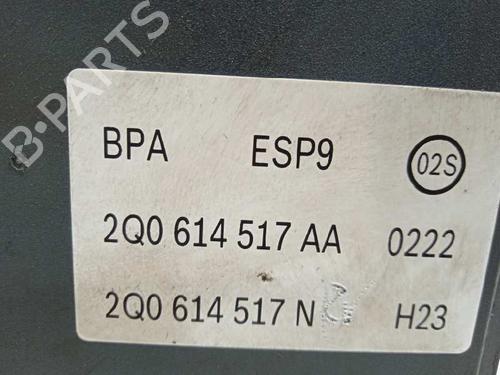 B-PARTS
BPA ESP9 02S
2Q0 614 517 AA 0222
2Q0 614 517 N H23